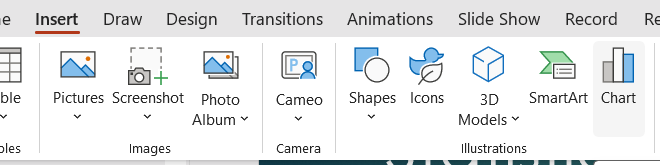 Insert Draw Design Transitions Animations Slide Show Record
Pictures Screenshot Photo Album Cameo Shapes Icons 3D Models SmartArt Chart
Images Camera Illustrations